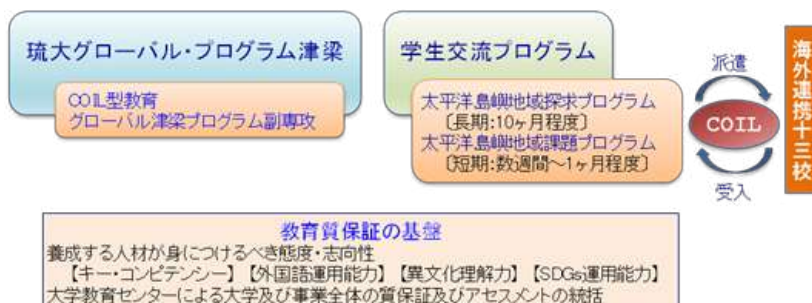 琉大グローバル・プログラム津梁
COIL型教育
グローバル津梁プログラム副専攻
学生交流プログラム
太平洋島嶼地域探求プログラム
〔長期:10ヶ月程度〕
太平洋島嶼地域課題プログラム
〔短期:数週間～1ヶ月程度〕
派遣
COIL
受入
海外連携十三校
教育質保証の基盤
養成する人材が身につけるべき態度・志向性
【キー・コンピテンシー】【外国語運用能力】【異文化理解力】【SDGs運用能力】
大学教育センターによる大学及び事業全体の質保証及びアセスメントの統括